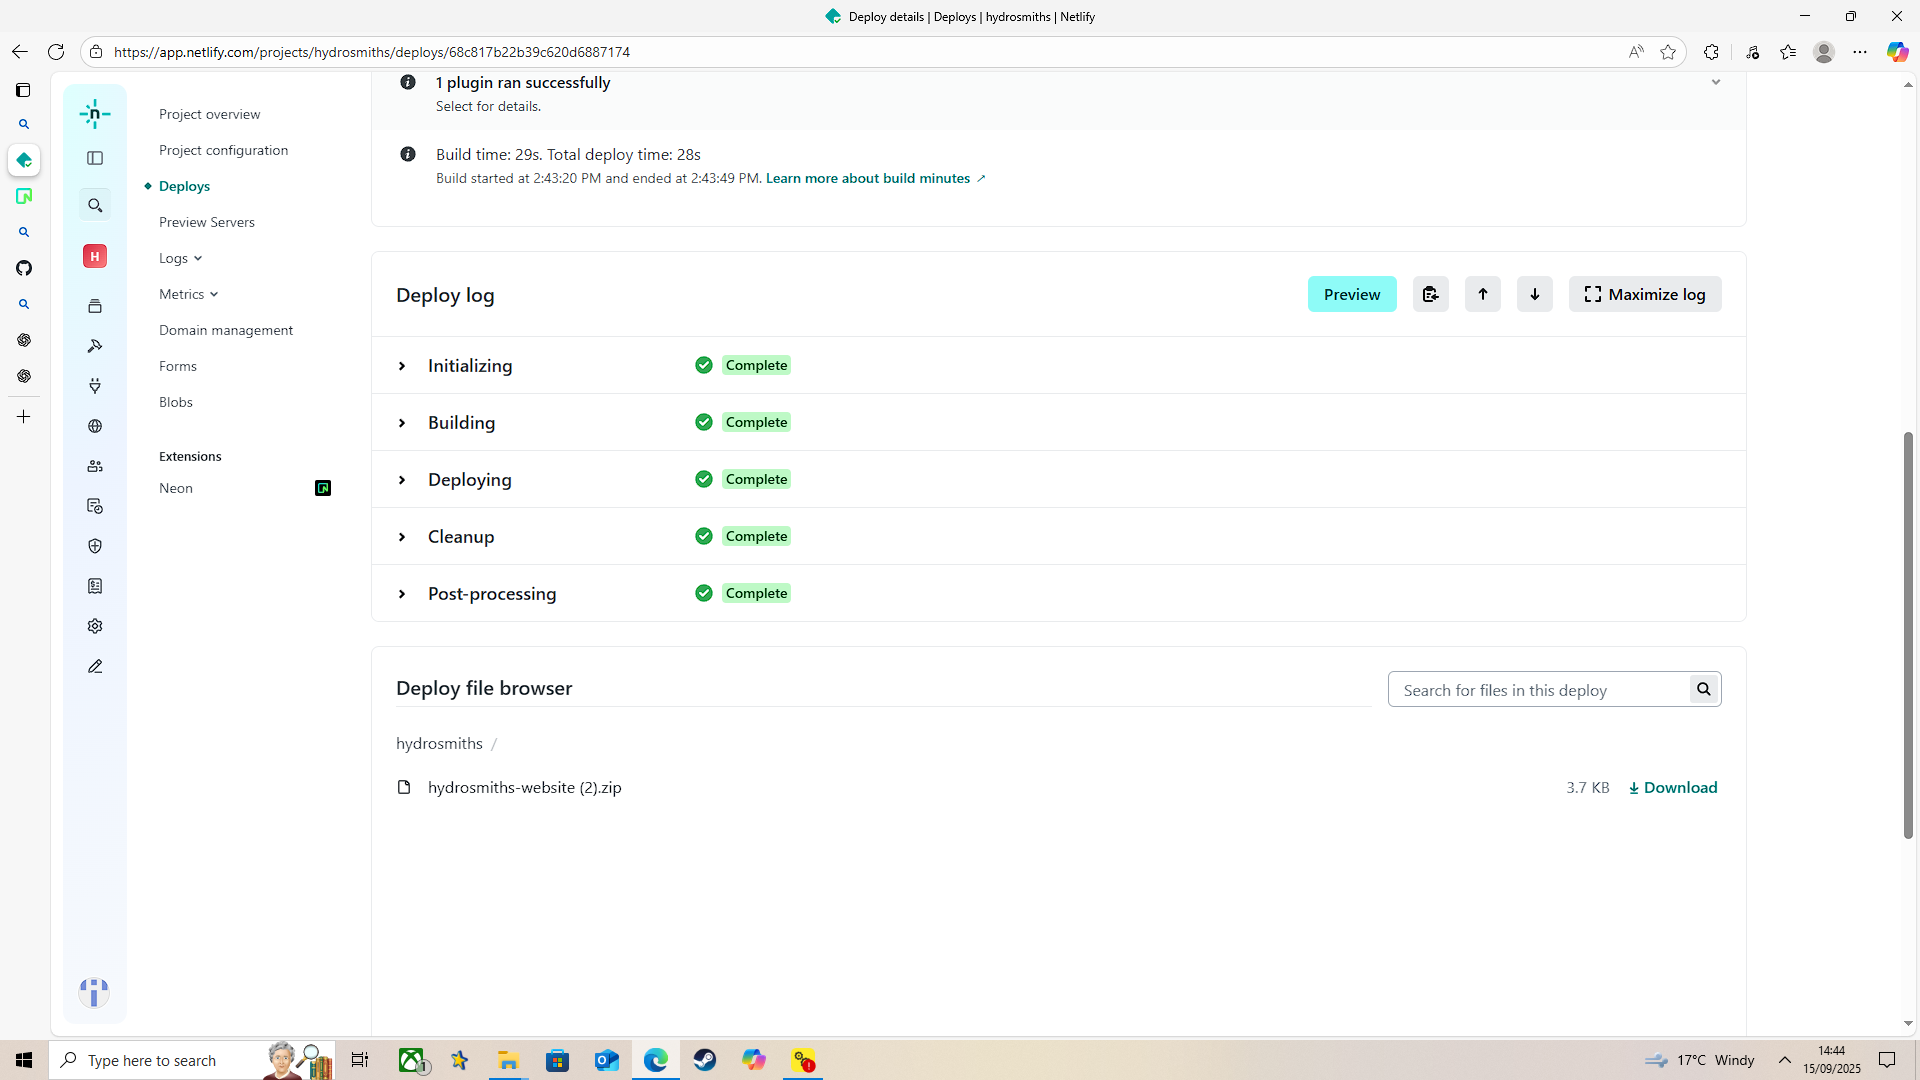 Deploy details | Deploys | hydrosmiths | Netlify
https://app.netlify.com/projects/hydrosmiths/deploys/68c817b22b39c620d6887174
n
H
Project overview
Project configuration
Deploys
Preview Servers
Logs
Metrics
Domain management
Forms
Blobs
Extensions
Neon
1 plugin ran successfully
Select for details.
Build time: 29s. Total deploy time: 28s
Build started at 2:43:20 PM and ended at 2:43:49 PM. Learn more about build minutes ↗
Deploy log
Preview
Maximize log
Initializing Complete
Building Complete
Deploying Complete
Cleanup Complete
Post-processing Complete
Deploy file browser
Search for files in this deploy
hydrosmiths /
hydrosmiths-website (2).zip 3.7 KB Download
Type here to search
1
17°C Windy
14:44
15/09/2025